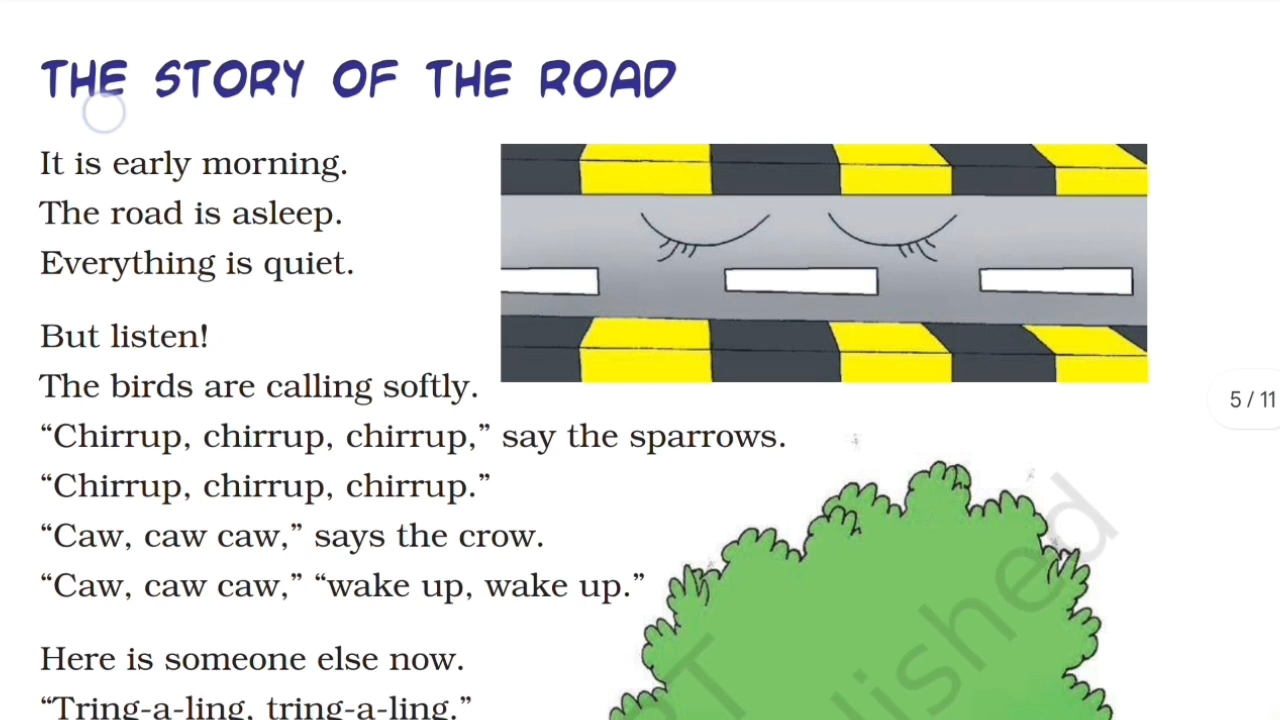 THE STORY OF THE ROAD
It is early morning.
The road is asleep.
Everything is quiet.
But listen!
The birds are calling softly.
“Chirrup, chirrup, chirrup,” say the sparrows.
“Chirrup, chirrup, chirrup.”
“Caw, caw caw,” says the crow.
“Caw, caw caw,” “wake up, wake up.”
Here is someone else now.
“Tring-a-ling, tring-a-ling.”
5 / 11